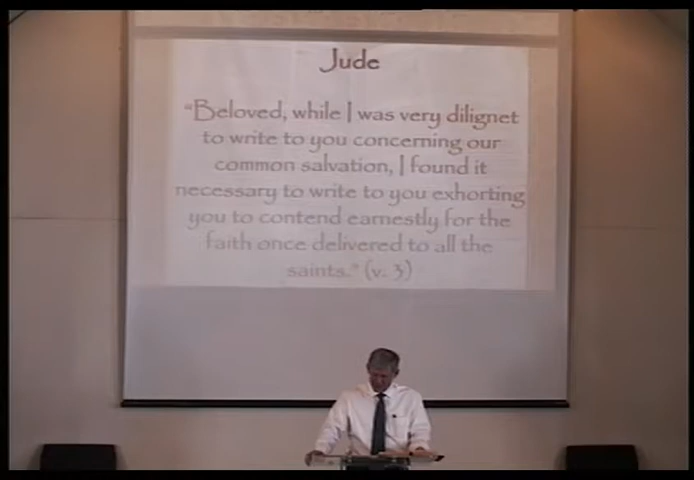 Jude
"Beloved, while I was very dilignet
to write to you concerning our
common salvation, I found it
necessary to write to you exhorting
you to contend earnestly for the
faith once delivered to all the
saints." (v. 3)